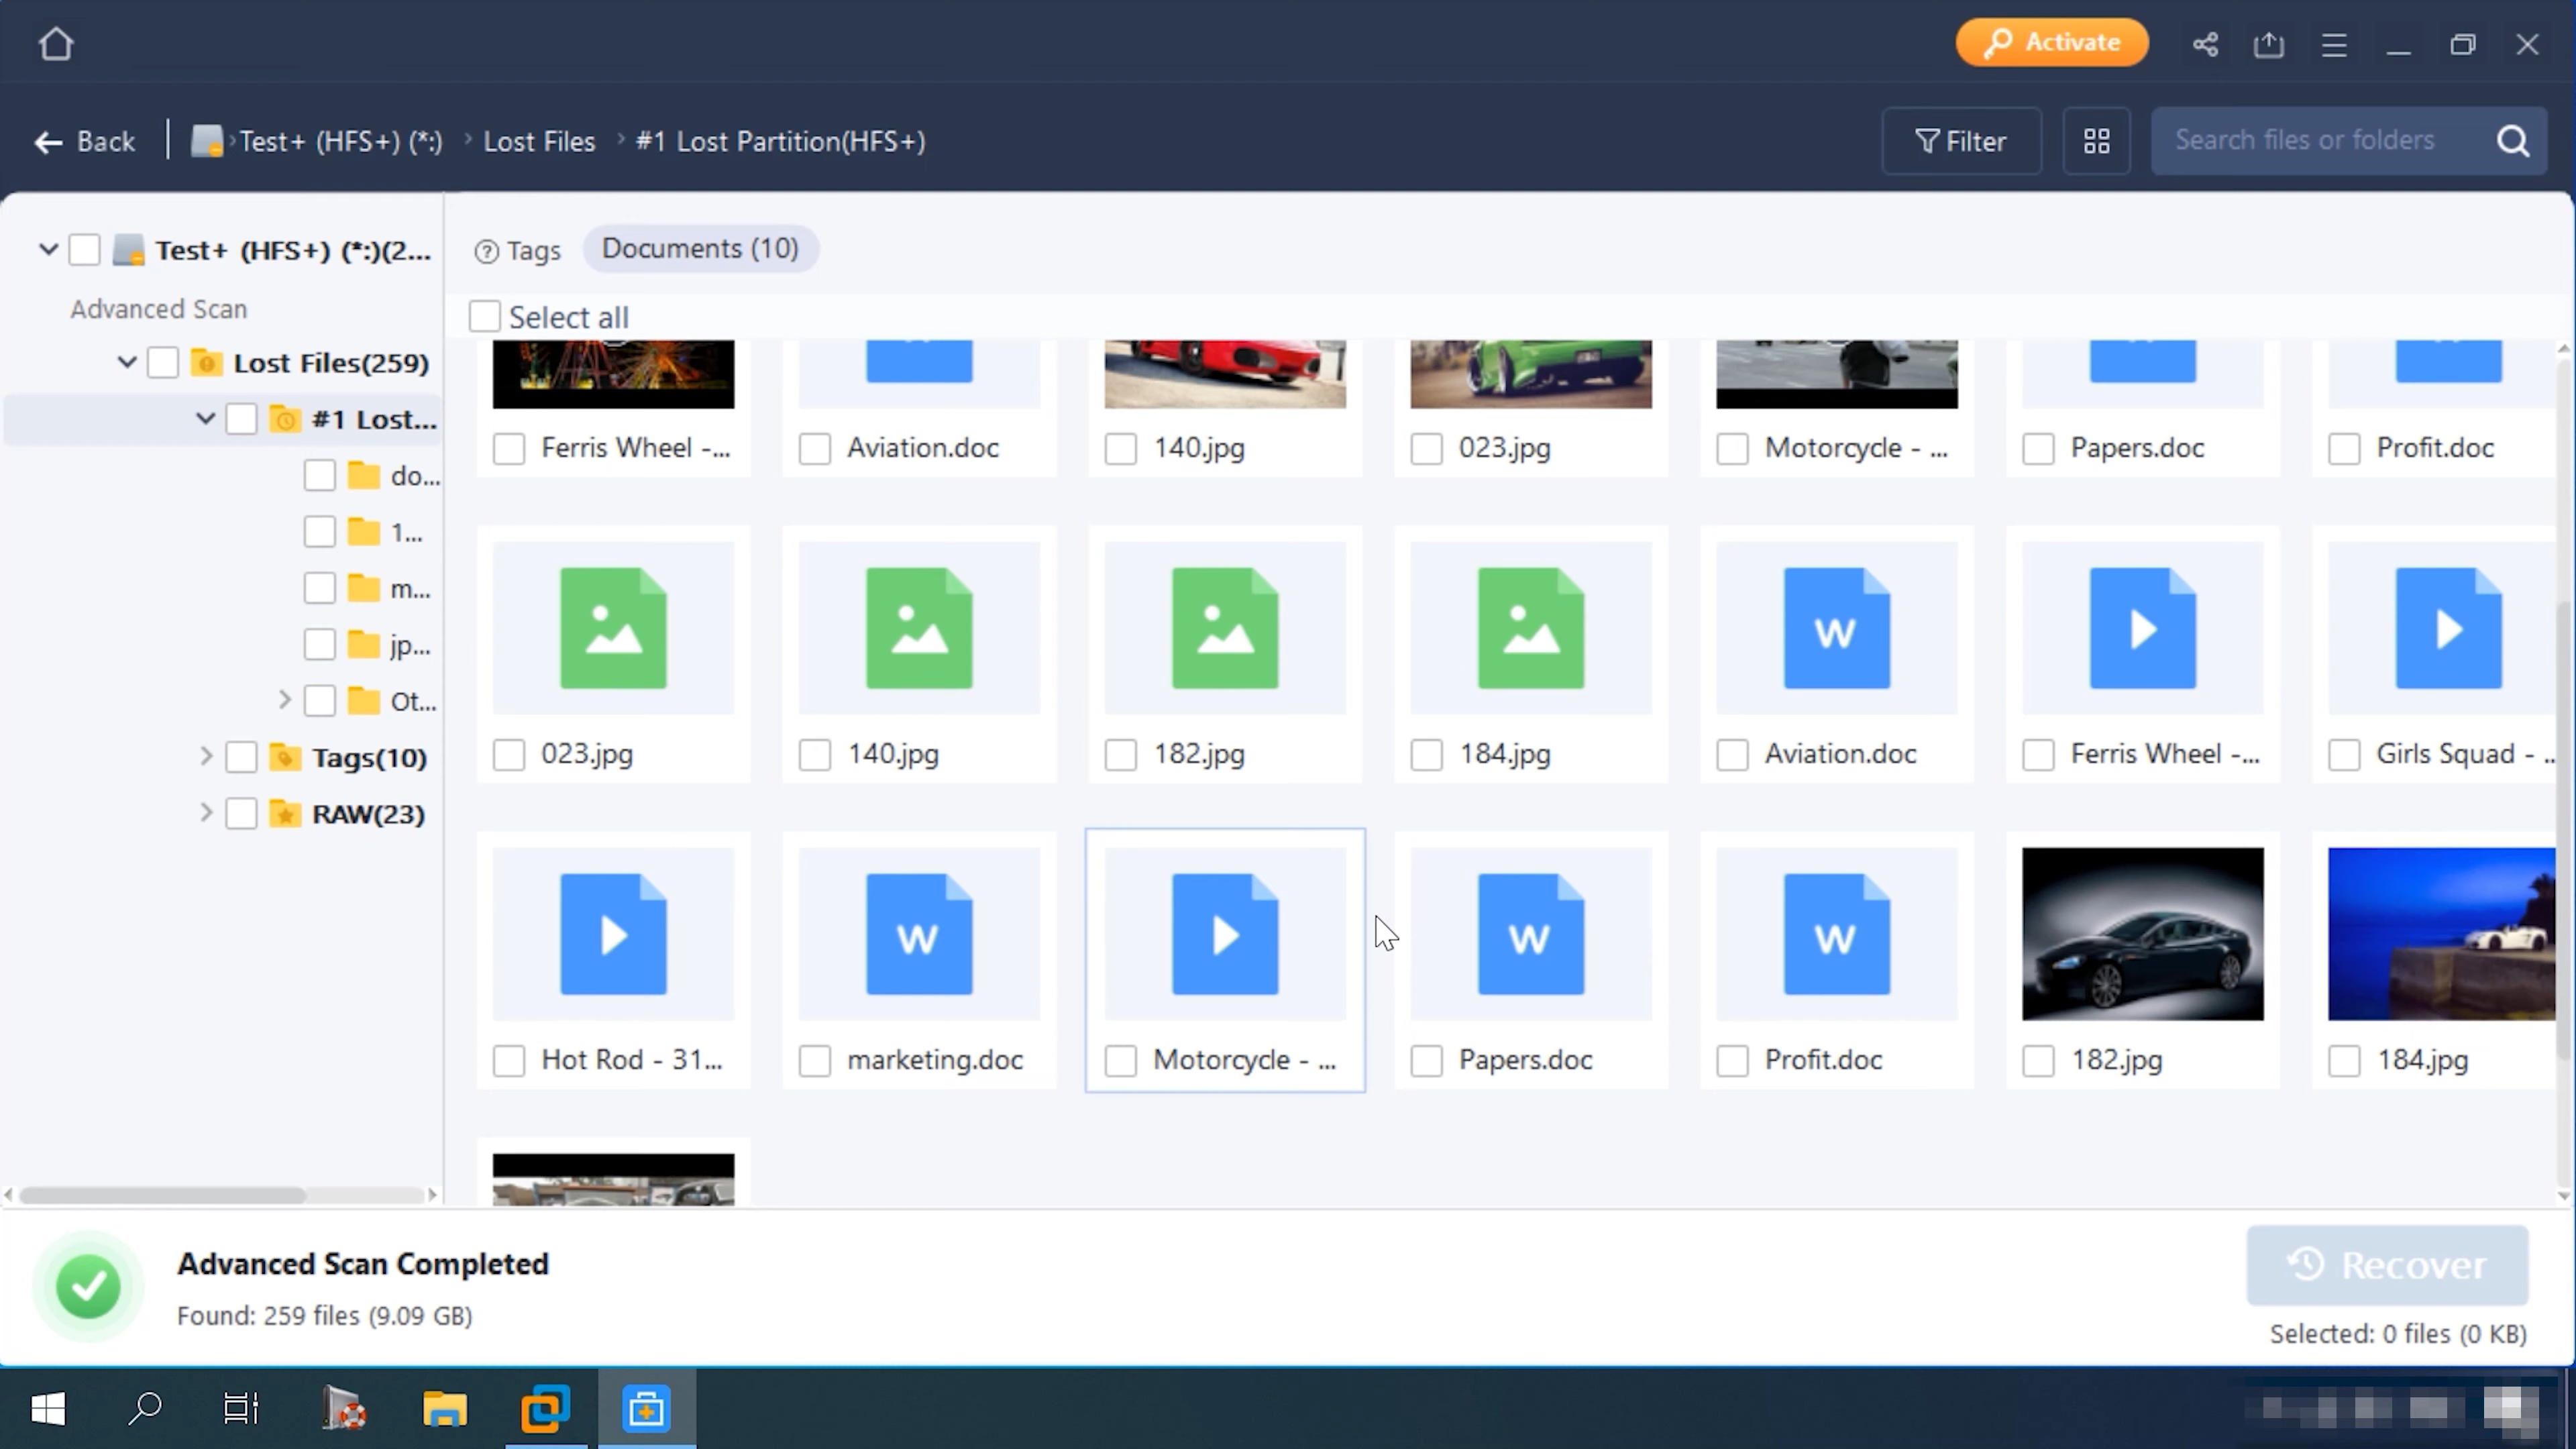 Activate
Back
Test+ (HFS+) (*:)
Lost Files
#1 Lost Partition(HFS+)
Filter
Search files or folders
Test+ (HFS+) (*:)(2...
Advanced Scan
Lost Files(259)
#1 Lost...
do...
1...
m...
jp...
Ot...
Tags(10)
RAW(23)
? Tags
Documents (10)
Select all
Ferris Wheel -...
Aviation.doc
140.jpg
023.jpg
Motorcycle - ...
Papers.doc
Profit.doc
023.jpg
140.jpg
182.jpg
184.jpg
W
Aviation.doc
Ferris Wheel -...
Girls Squad - ..
Hot Rod - 31...
W
marketing.doc
Motorcycle - ...
W
Papers.doc
W
Profit.doc
182.jpg
184.jpg
Advanced Scan Completed
Found: 259 files (9.09 GB)
Recover
Selected: 0 files (0 KB)